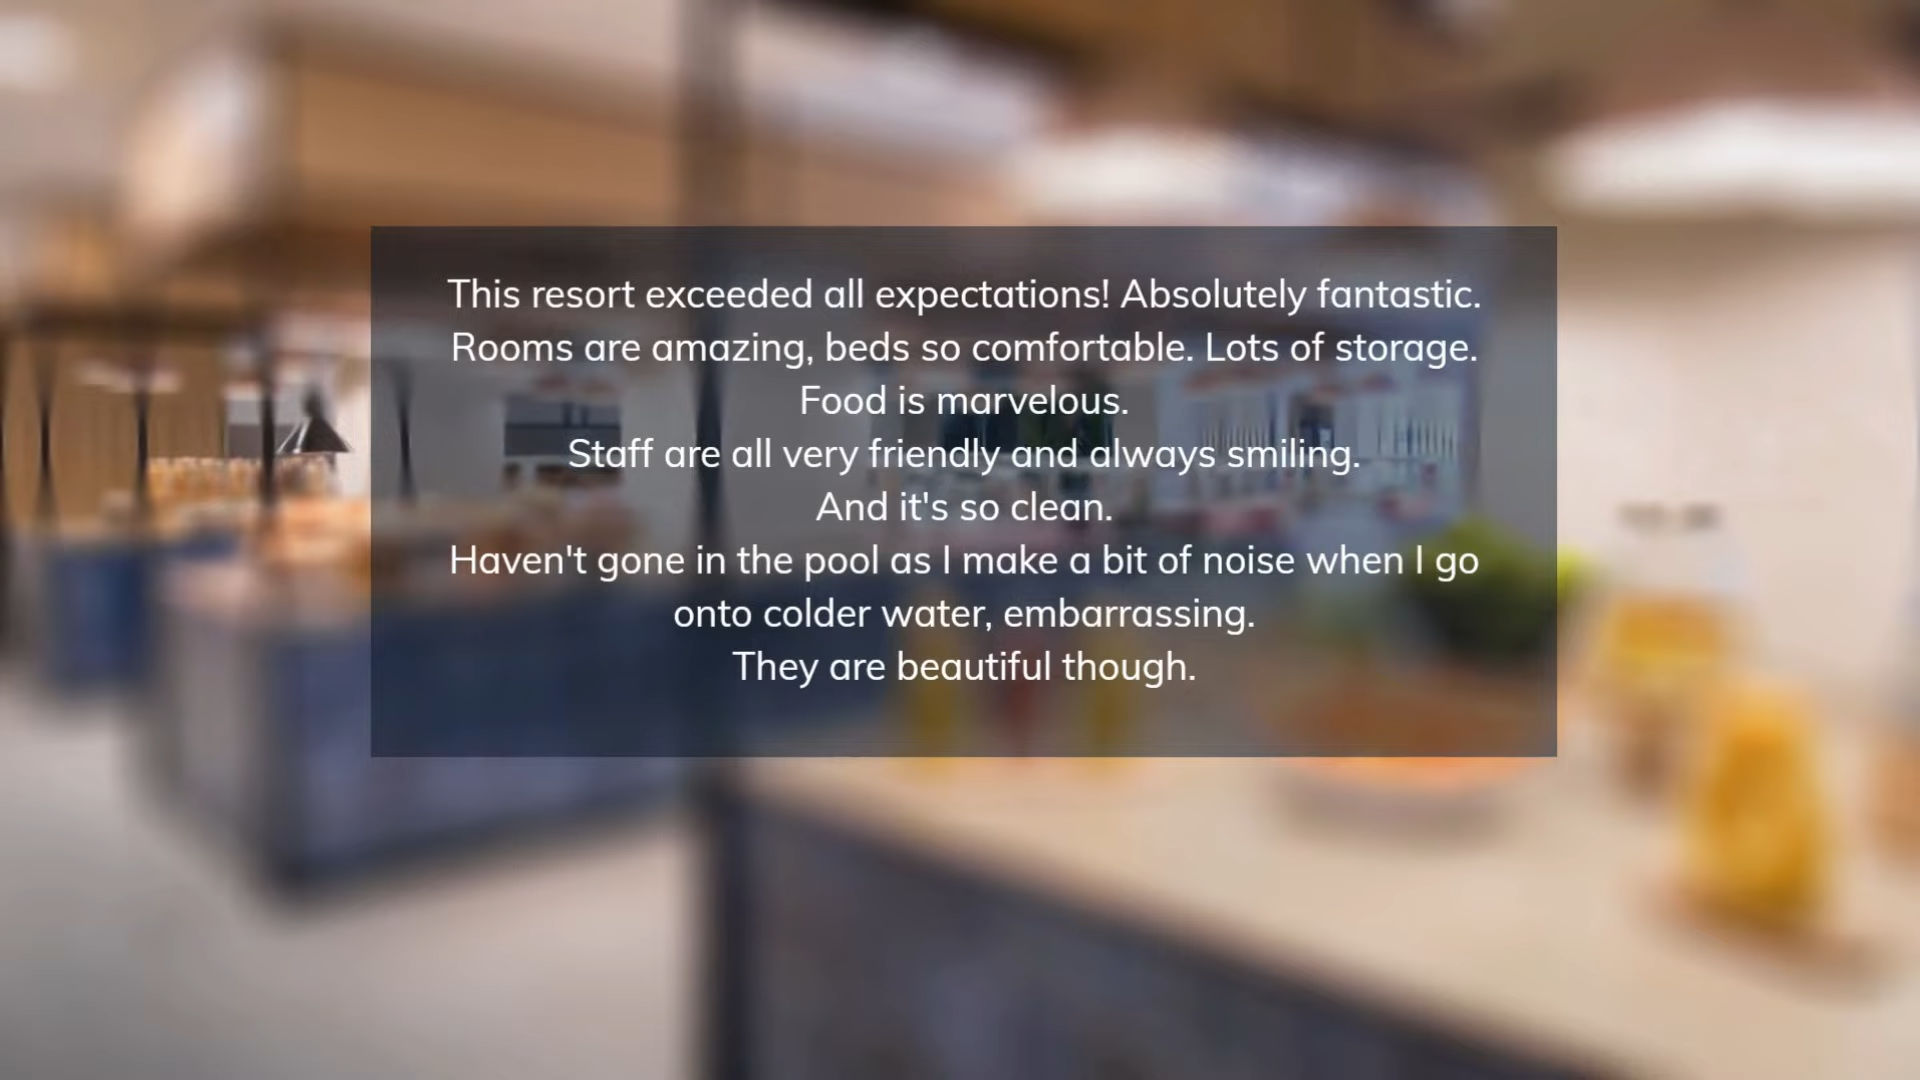 This resort exceeded all expectations! Absolutely fantastic.
Rooms are amazing, beds so comfortable. Lots of storage.
Food is marvelous.
Staff are all very friendly and always smiling.
And it's so clean.
Haven't gone in the pool as I make a bit of noise when I go
onto colder water, embarrassing.
They are beautiful though.